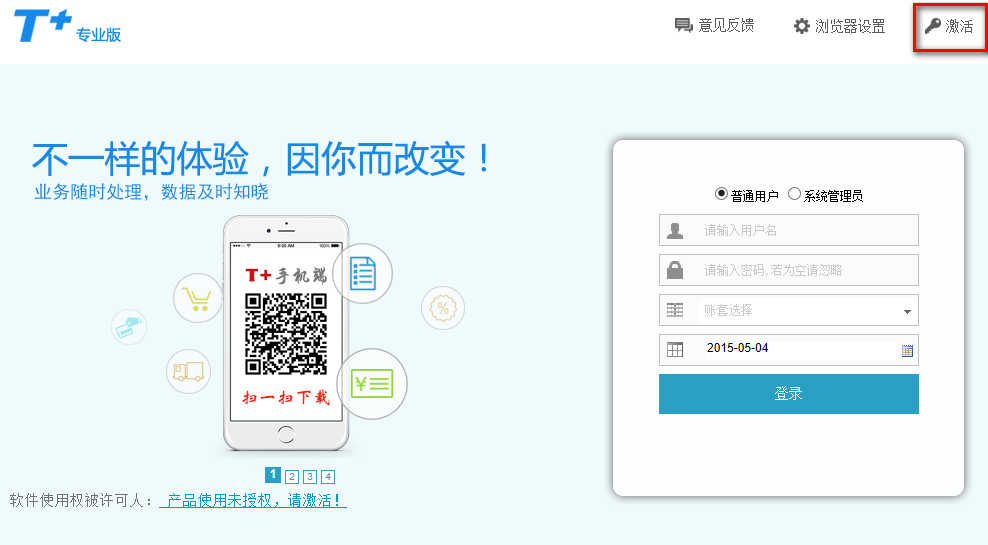 T+ 专业版
意见反馈 浏览器设置 激活
不一样的体验，因你而改变！
业务随时处理，数据及时知晓
普通用户 系统管理员
请输入用户名
请输入密码,若为空请忽略
账套选择
2015-05-04
登录
9:00 AM 100%
T+手机端
%
¥
扫一扫下载
1 2 3 4
软件使用权被许可人： 产品使用未授权，请激活！